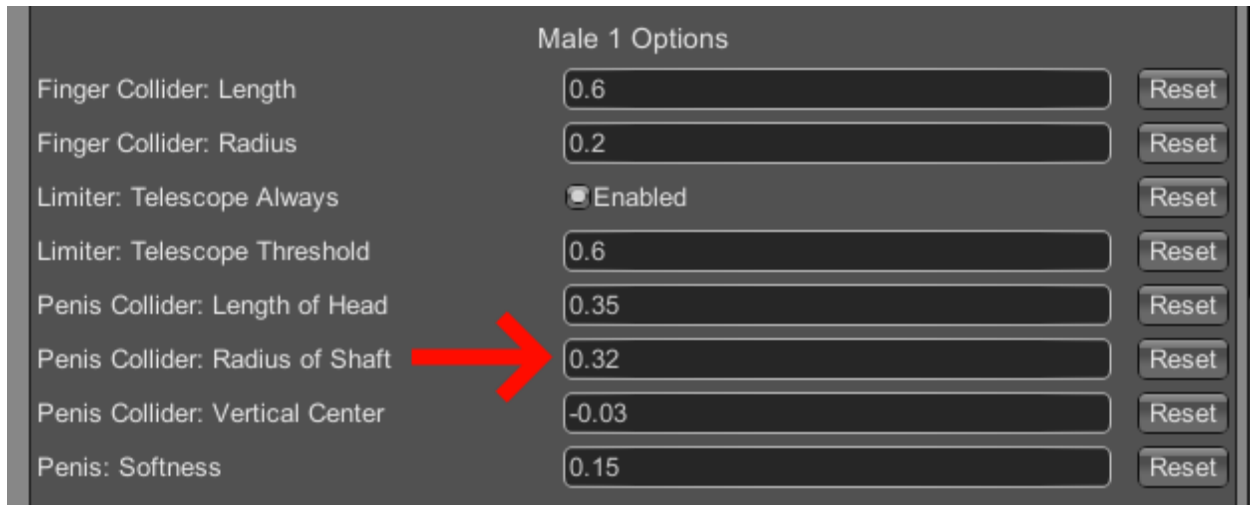 Male 1 Options
Finger Collider: Length 0.6 Reset
Finger Collider: Radius 0.2 Reset
Limiter: Telescope Always Enabled Reset
Limiter: Telescope Threshold 0.6 Reset
Penis Collider: Length of Head 0.35 Reset
Penis Collider: Radius of Shaft 0.32 Reset
Penis Collider: Vertical Center -0.03 Reset
Penis: Softness 0.15 Reset